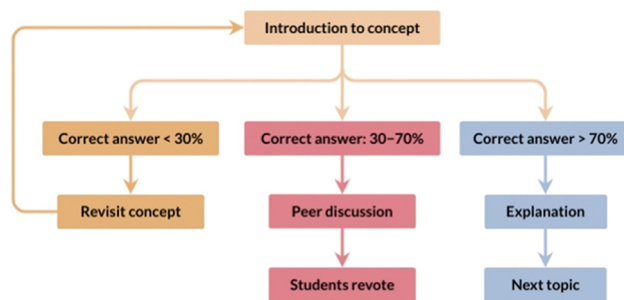 Introduction to concept
Correct answer < 30%
Correct answer: 30–70%
Correct answer > 70%
Revisit concept
Peer discussion
Explanation
Students revote
Next topic